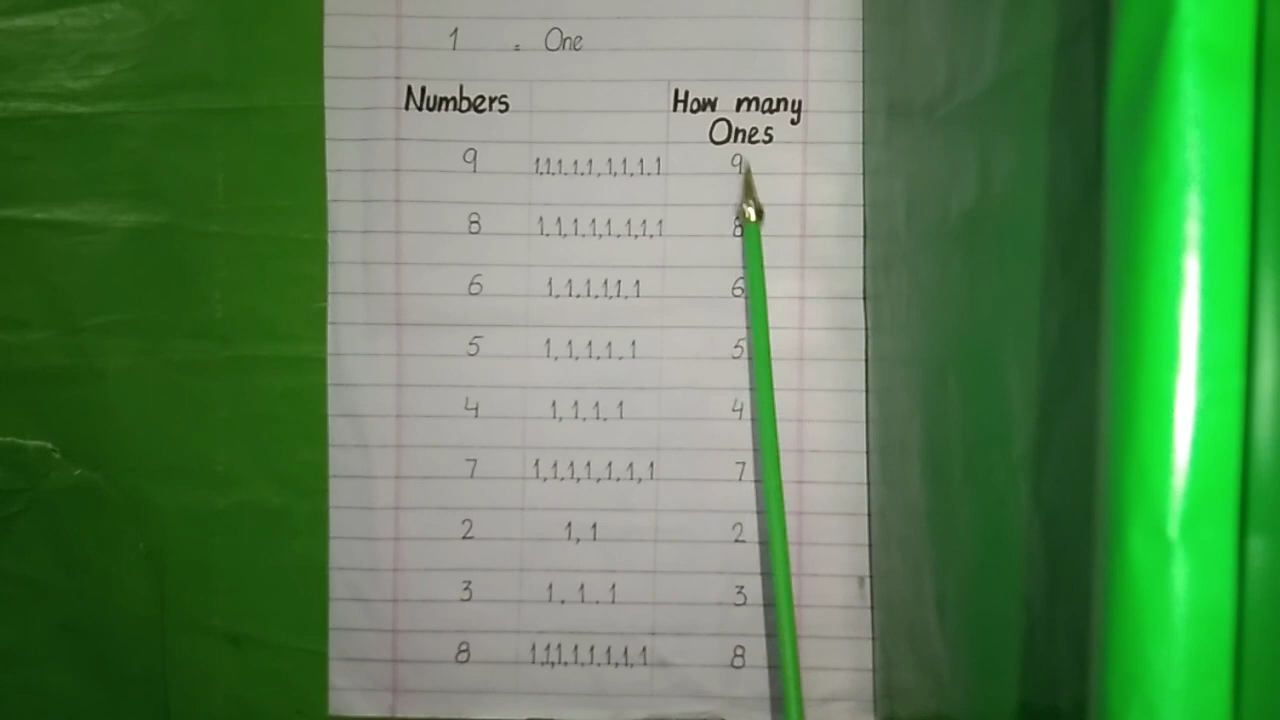 1 = One
Numbers How many
Ones
9 1,1,1,1,1,1,1,1,1 9
8 1,1,1,1,1,1,1,1 8
6 1,1,1,1,1,1 6
5 1,1,1,1,1 5
4 1,1,1,1 4
7 1,1,1,1,1,1,1 7
2 1,1 2
3 1,1,1 3
8 1,1,1,1,1,1,1,1 8